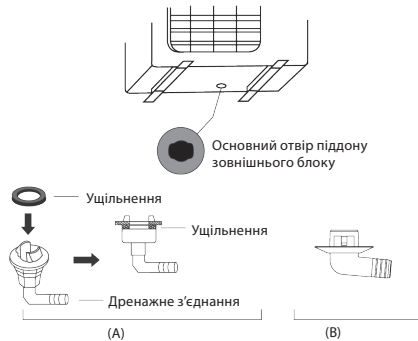 Основний отвір піддону
зовнішнього блоку
Ущільнення
Ущільнення
Дренажне з’єднання
(A)
(B)